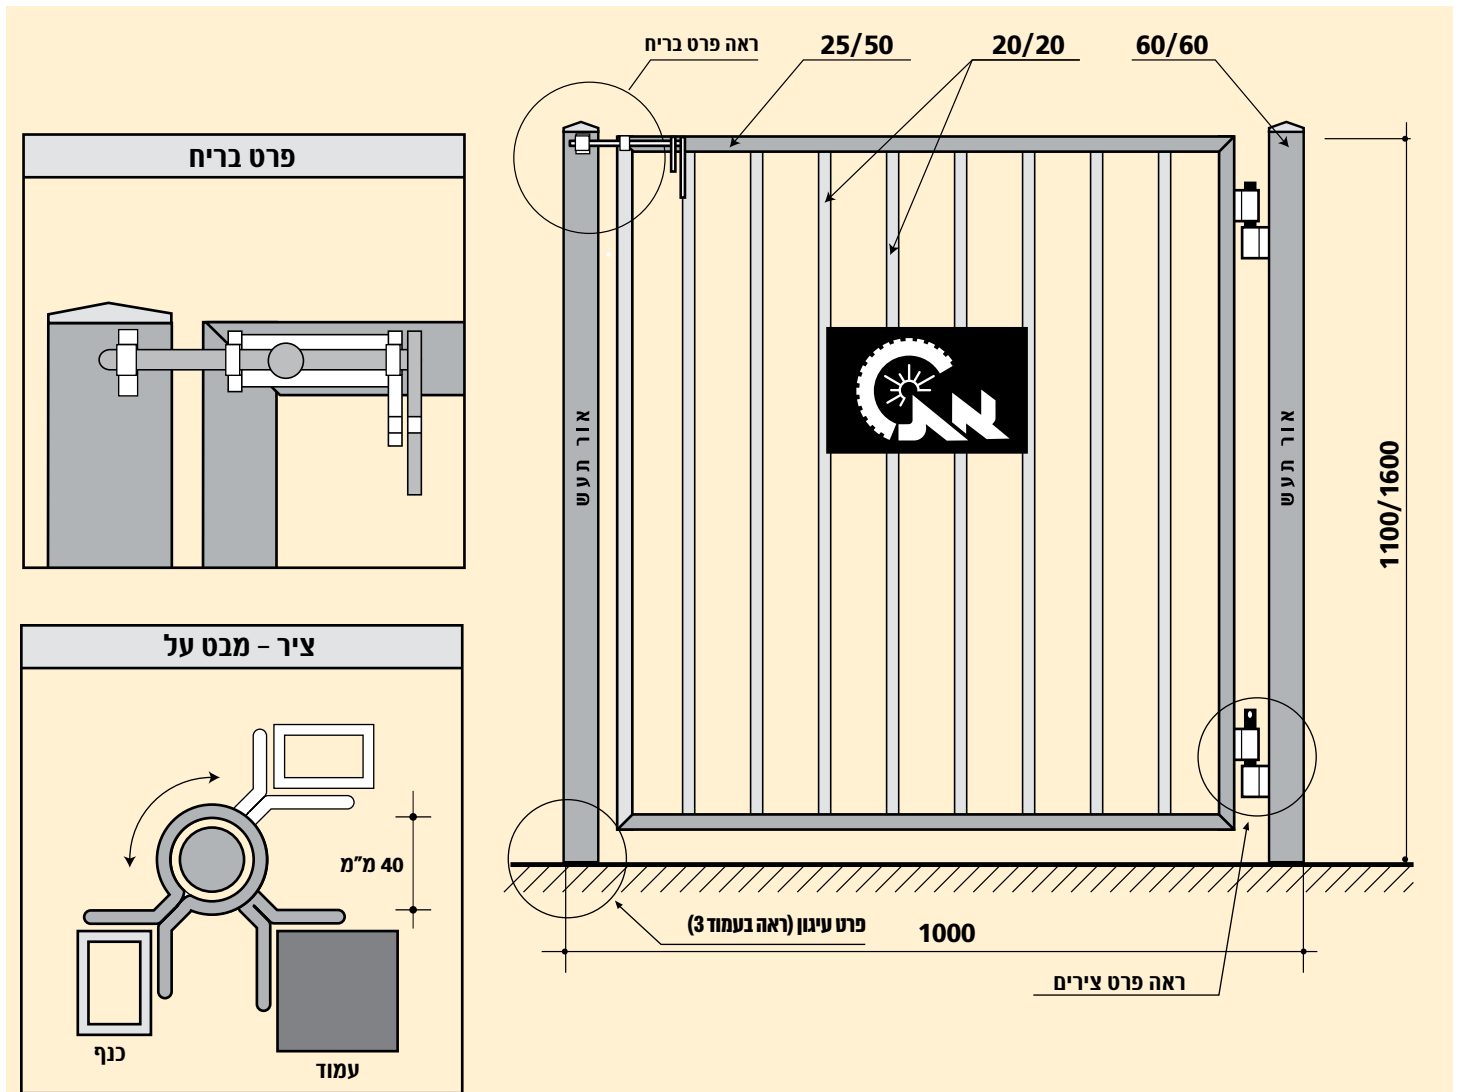 ראה פרט בריח
25/50
20/20
60/60
פרט בריח
אור תעש
אתג
אור תעש
1100/1600
ציר - מבט על
40 מ"מ
כנף
עמוד
פרט עיגון (ראה בעמוד 3)
1000
ראה פרט צירים